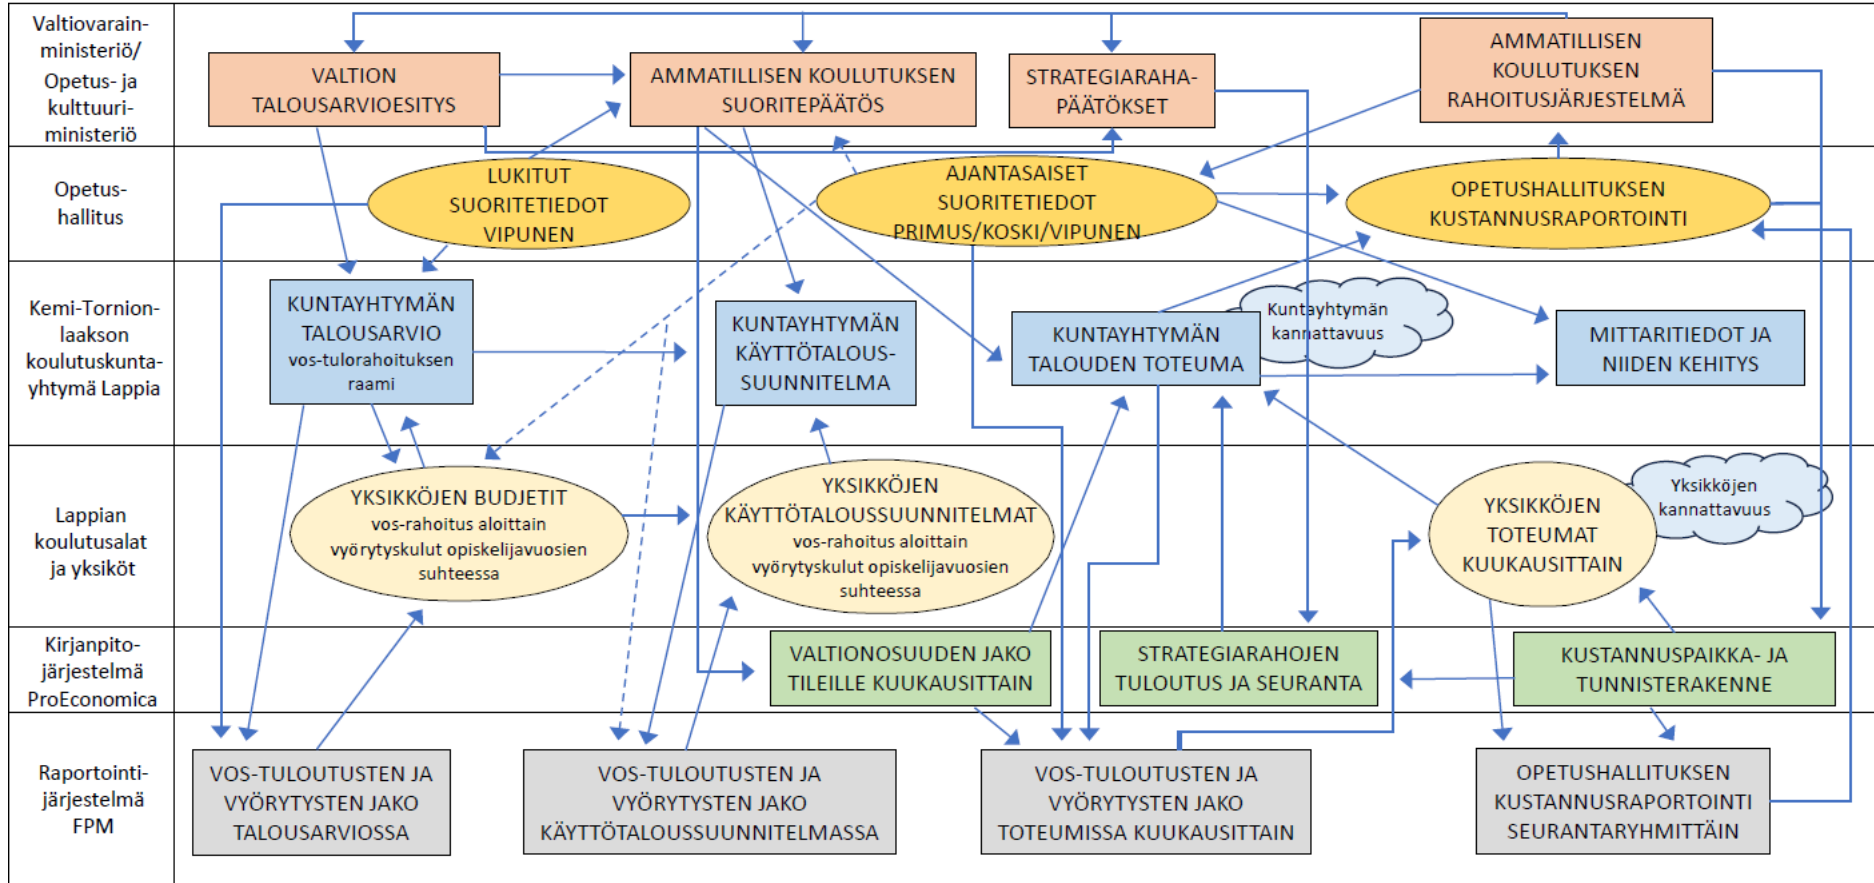 Valtiovarain-
ministeriö/
Opetus- ja
kulttuuri-
ministeriö
VALTION
TALOUSARVIOESITYS
AMMATILLISEN KOULUTUKSEN
SUORITEPÄÄTÖS
STRATEGIARAHA-
PÄÄTÖKSET
AMMATILLISEN
KOULUTUKSEN
RAHOITUSJÄRJESTELMÄ
Opetus-
hallitus
LUKITUT
SUORITETIEDOT
VIPUNEN
AJANTASAISET
SUORITETIEDOT
PRIMUS/KOSKI/VIPUNEN
OPETUSHALLITUKSEN
KUSTANNUSRAPORTOINTI
Kemi-Tornion-
laakson
koulutuskunta-
yhtymä Lappia
KUNTAYHTYMÄN
TALOUSARVIO
vos-tulorahoituksen
raami
KUNTAYHTYMÄN
KÄYTTÖTALOUS-
SUUNNITELMA
KUNTAYHTYMÄN
TALOUDEN TOTEUMA
Kuntayhtymän
kannattavuus
MITTARITIEDOT JA
NIIDEN KEHITYS
Lappian
koulutusalat
ja yksiköt
YKSIKKÖJEN BUDJETIT
vos-rahoitus aloittain
vyörytyskulut opiskelijavuosien
suhteessa
YKSIKKÖJEN
KÄYTTÖTALOUSSUUNNITELMAT
vos-rahoitus aloittain
vyörytyskulut opiskelijavuosien
suhteessa
YKSIKKÖJEN
TOTEUMAT
KUUKAUSITTAIN
Yksikköjen
kannattavuus
Kirjanpito-
järjestelmä
ProEconomica
VALTIONOSUUDEN JAKO
TILEILLE KUUKAUSITTAIN
STRATEGIARAHOJEN
TULOUTUS JA SEURANTA
KUSTANNUSPAIKKA- JA
TUNNISTERAKENNE
Raportointi-
järjestelmä
FPM
VOS-TULOUTUSTEN JA
VYÖRYTYSTEN JAKO
TALOUSARVIOSSA
VOS-TULOUTUSTEN JA
VYÖRYTYSTEN JAKO
KÄYTTÖTALOUSSUUNNITELMASSA
VOS-TULOUTUSTEN JA
VYÖRYTYSTEN JAKO
TOTEUMISSA KUUKAUSITTAIN
OPETUSHALLITUKSEN
KUSTANNUSRAPORTOINTI
SEURANTARYHMITTÄIN